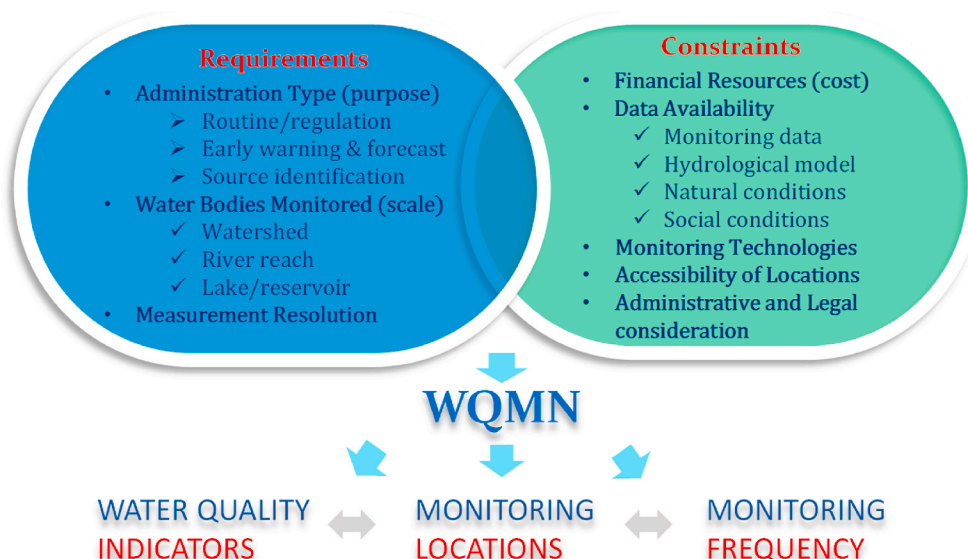 Requirements
• Administration Type (purpose)
➢ Routine/regulation
➢ Early warning & forecast
➢ Source identification
• Water Bodies Monitored (scale)
✓ Watershed
✓ River reach
✓ Lake/reservoir
• Measurement Resolution
Constraints
• Financial Resources (cost)
• Data Availability
✓ Monitoring data
✓ Hydrological model
✓ Natural conditions
✓ Social conditions
• Monitoring Technologies
• Accessibility of Locations
• Administrative and Legal
consideration
WQMN
WATER QUALITY
INDICATORS
MONITORING
LOCATIONS
MONITORING
FREQUENCY